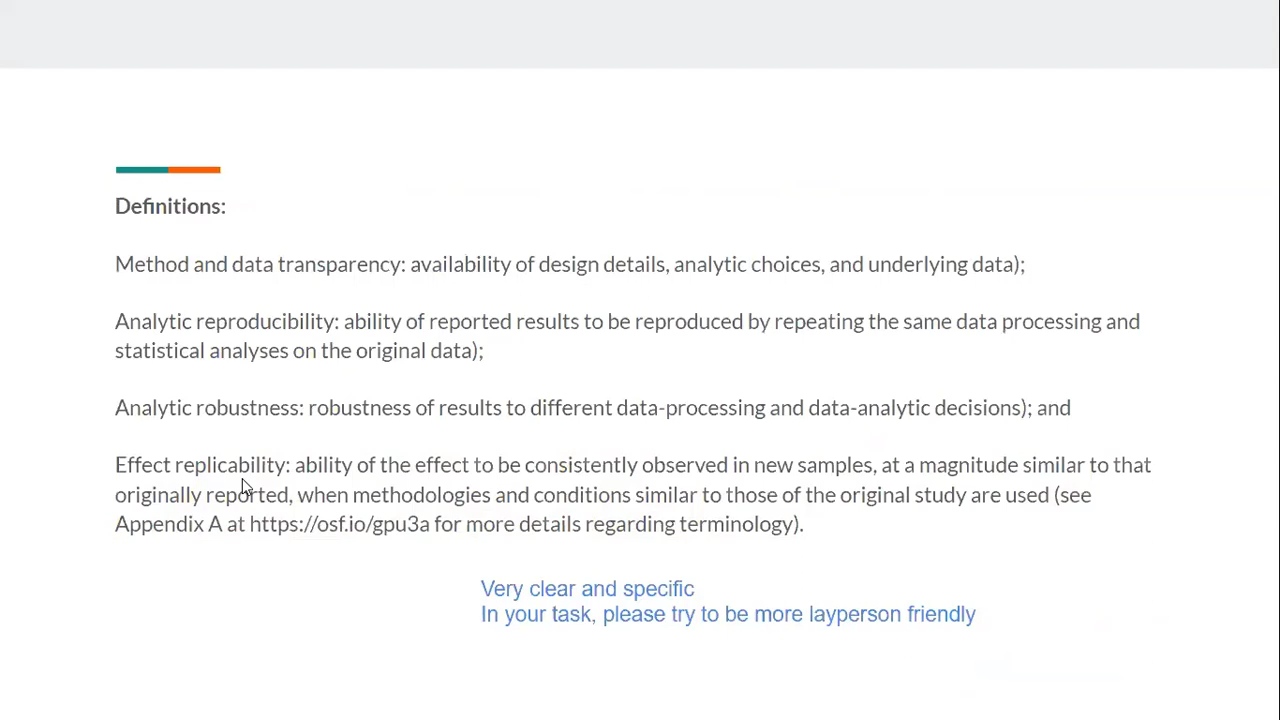 Definitions:
Method and data transparency: availability of design details, analytic choices, and underlying data);
Analytic reproducibility: ability of reported results to be reproduced by repeating the same data processing and
statistical analyses on the original data);
Analytic robustness: robustness of results to different data-processing and data-analytic decisions); and
Effect replicability: ability of the effect to be consistently observed in new samples, at a magnitude similar to that
originally reported, when methodologies and conditions similar to those of the original study are used (see
Appendix A at https://osf.io/gpu3a for more details regarding terminology).
Very clear and specific
In your task, please try to be more layperson friendly